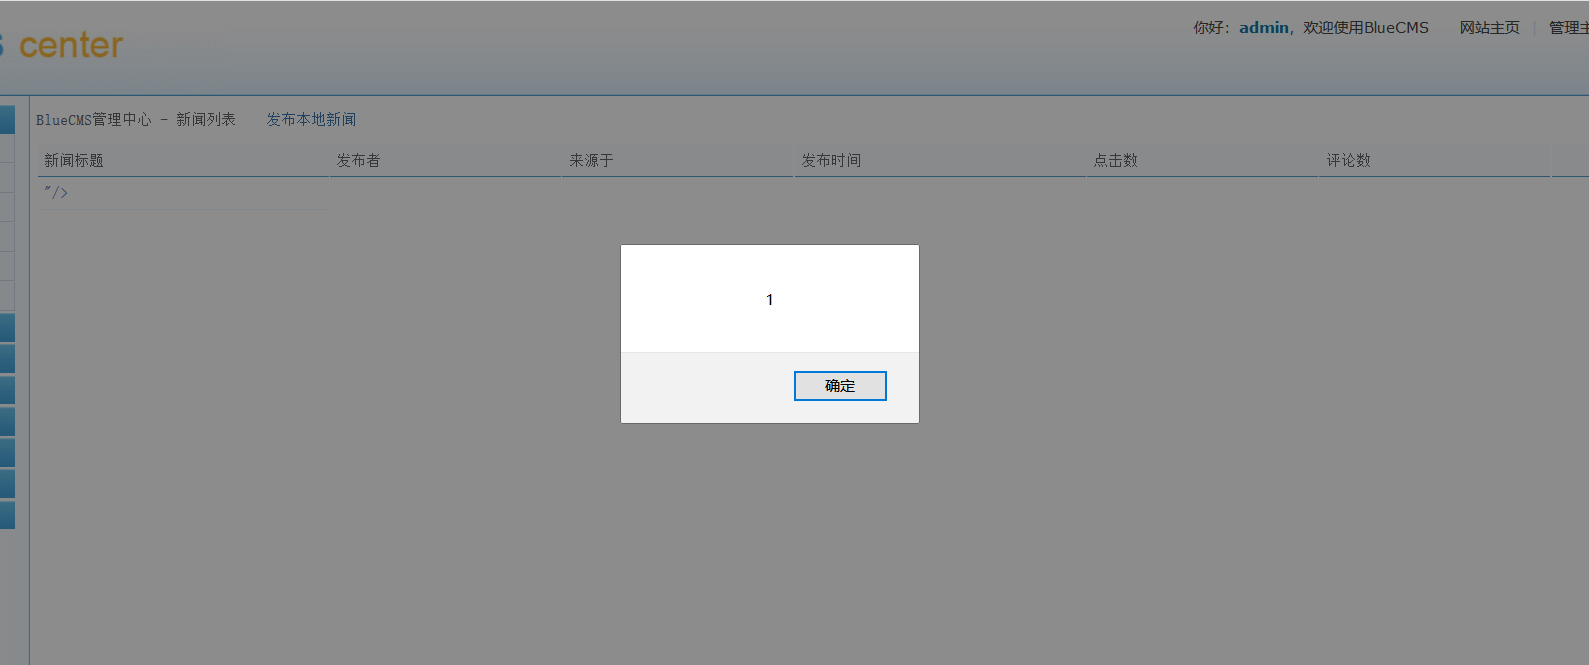 你好：admin，欢迎使用BlueCMS 网站主页 | 管理主
center
BlueCMS管理中心 - 新闻列表 发布本地新闻
新闻标题 发布者 来源于 发布时间 点击数 评论数
"/>
1
确定